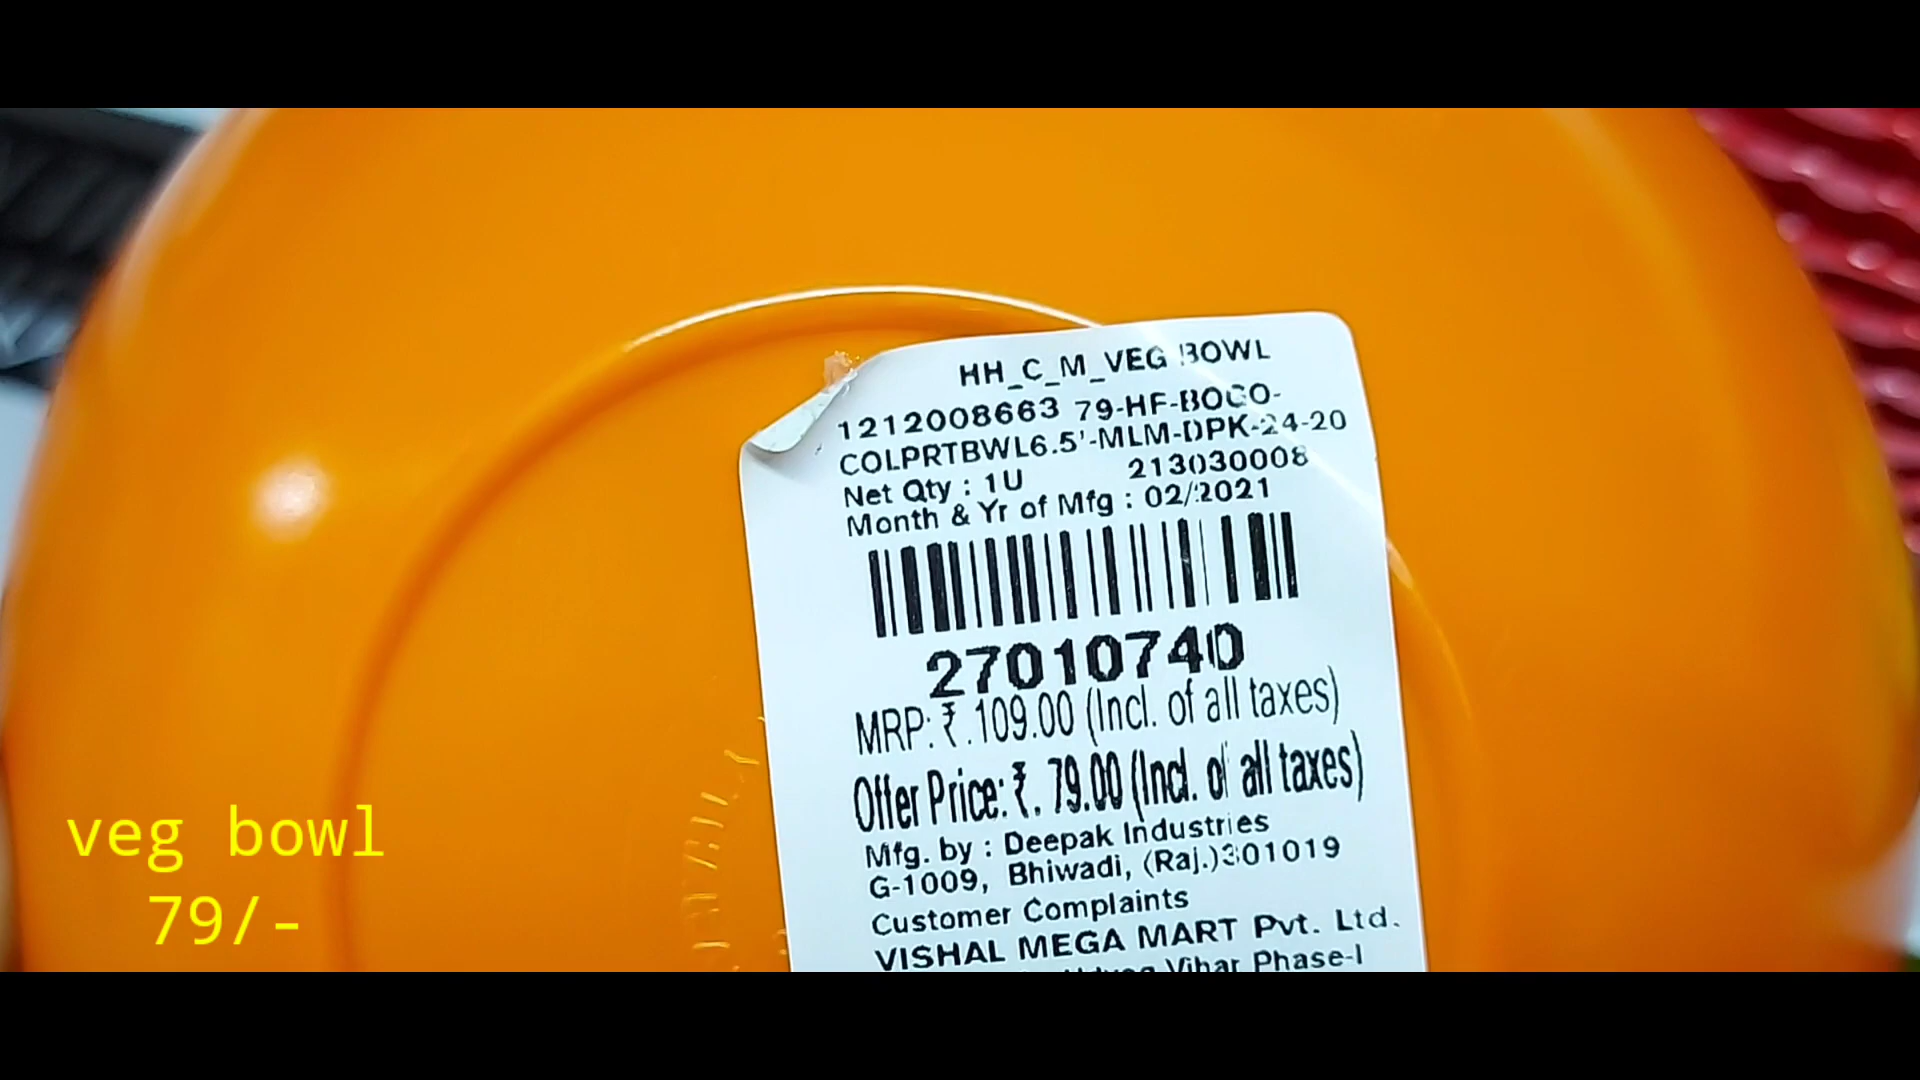 HH_C_M_VEG BOWL
1212008663 79-HF-BOGO-
COLPRTBWL6.5'-MLM-DPK-24-20
Net Qty : 1U 213030008
Month & Yr of Mfg : 02/2021
27010740
MRP: ₹.109.00 (Incl. of all taxes)
Offer Price: ₹. 79.00 (Incl. of all taxes)
Mfg. by : Deepak Industries
G-1009, Bhiwadi, (Raj.)301019
Customer Complaints
VISHAL MEGA MART Pvt. Ltd.
Vihar Phase-I
veg bowl
79/-